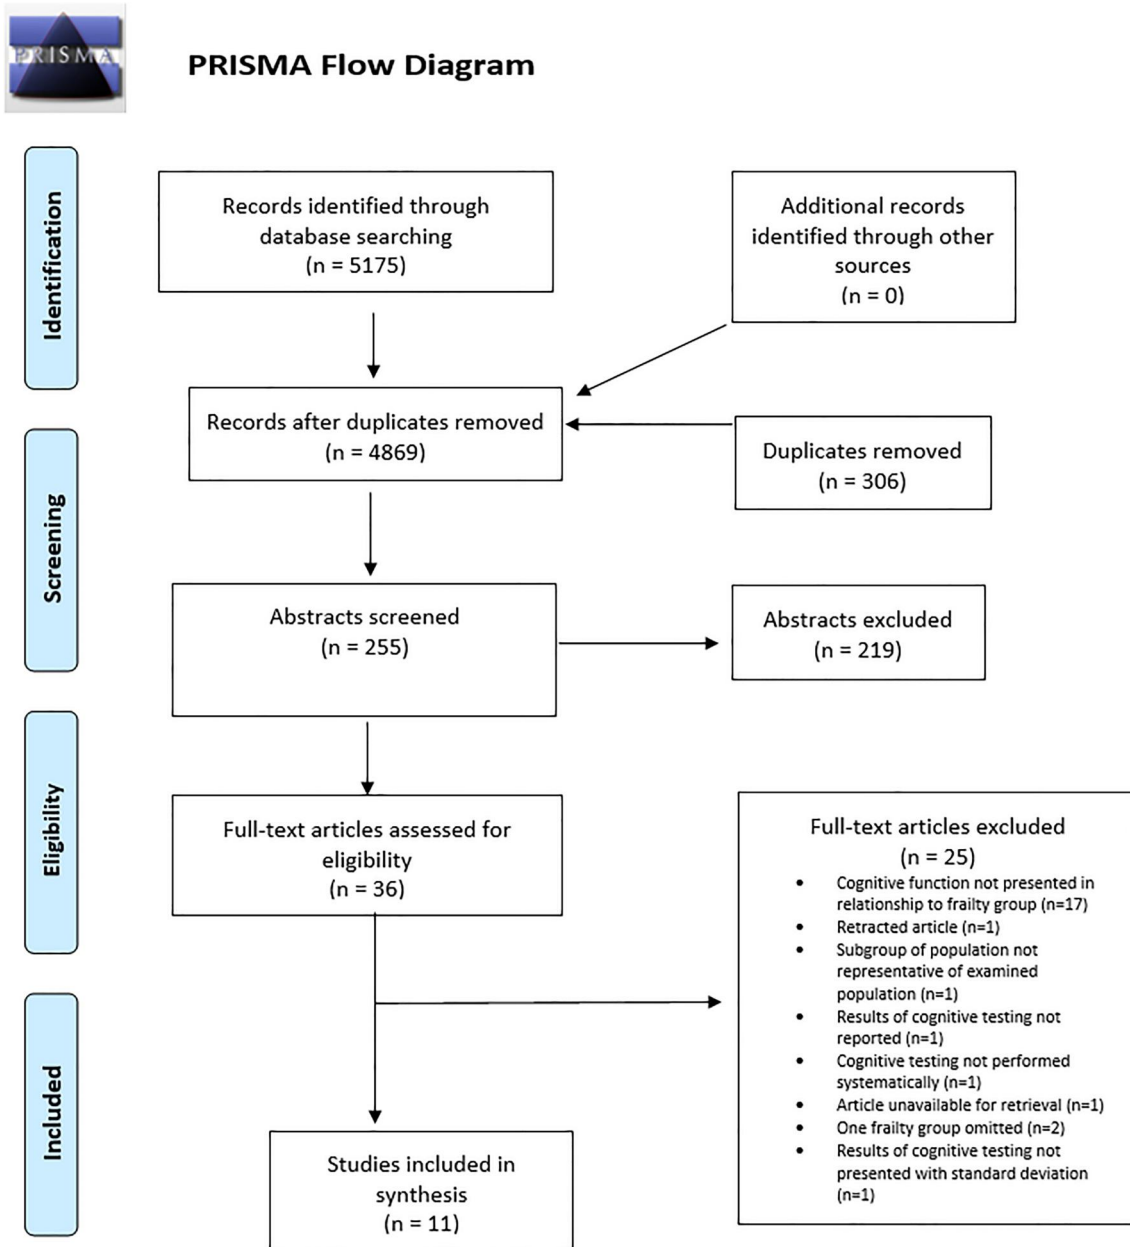 PRISMA
PRISMA Flow Diagram
Identification
Records identified through
database searching
(n = 5175)
Additional records
identified through other
sources
(n = 0)
Records after duplicates removed
(n = 4869)
Duplicates removed
(n = 306)
Screening
Abstracts screened
(n = 255)
Abstracts excluded
(n = 219)
Eligibility
Full-text articles assessed for
eligibility
(n = 36)
Full-text articles excluded
(n = 25)
• Cognitive function not presented in
relationship to frailty group (n=17)
• Retracted article (n=1)
• Subgroup of population not
representative of examined
population (n=1)
• Results of cognitive testing not
reported (n=1)
• Cognitive testing not performed
systematically (n=1)
• Article unavailable for retrieval (n=1)
• One frailty group omitted (n=2)
• Results of cognitive testing not
presented with standard deviation
(n=1)
Included
Studies included in
synthesis
(n = 11)